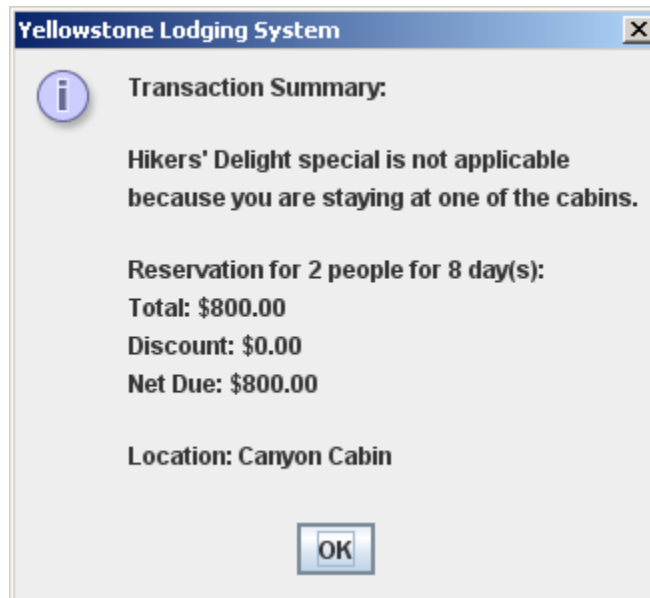 Yellowstone Lodging System
Transaction Summary:
Hikers' Delight special is not applicable
because you are staying at one of the cabins.
Reservation for 2 people for 8 day(s):
Total: $800.00
Discount: $0.00
Net Due: $800.00
Location: Canyon Cabin
OK